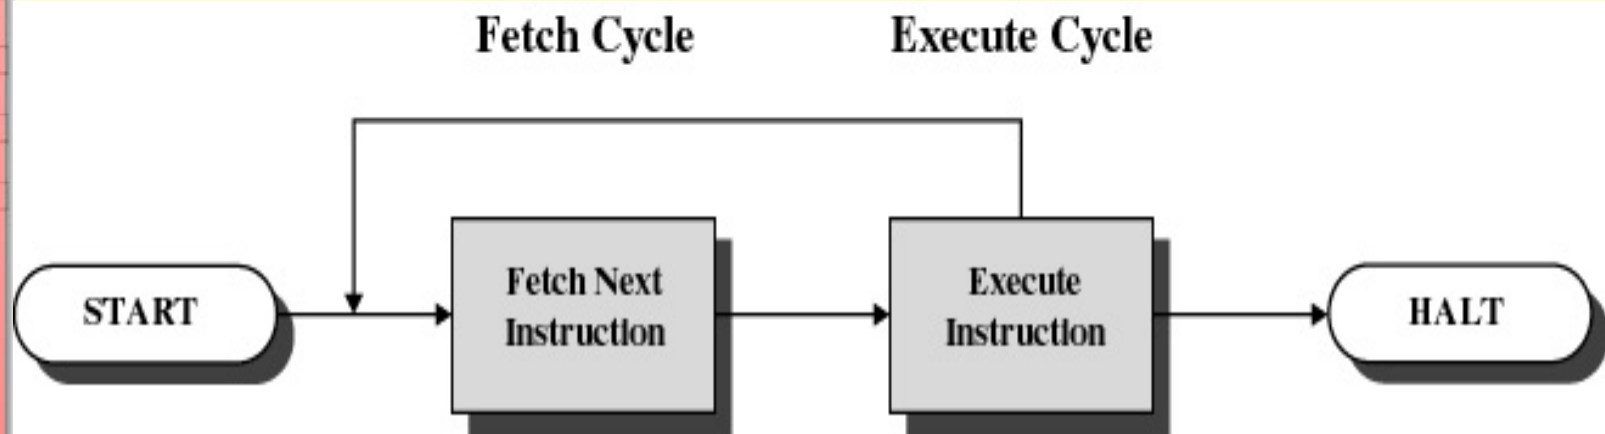 Fetch Cycle
Execute Cycle
START
Fetch Next
Instruction
Execute
Instruction
HALT